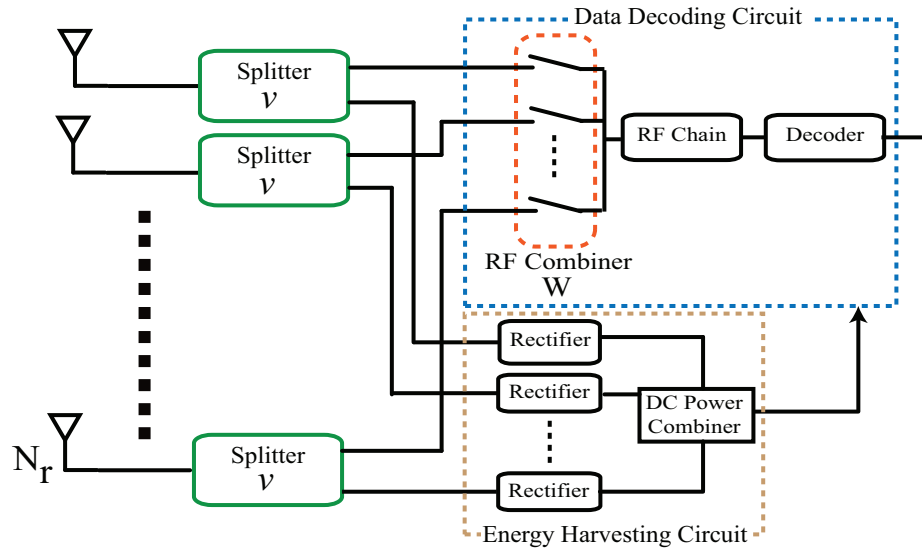 Data Decoding Circuit
Splitter
v
Splitter
v
RF Chain
Decoder
RF Combiner
W
Rectifier
Rectifier
DC Power
Combiner
Nr
Splitter
v
Rectifier
Energy Harvesting Circuit